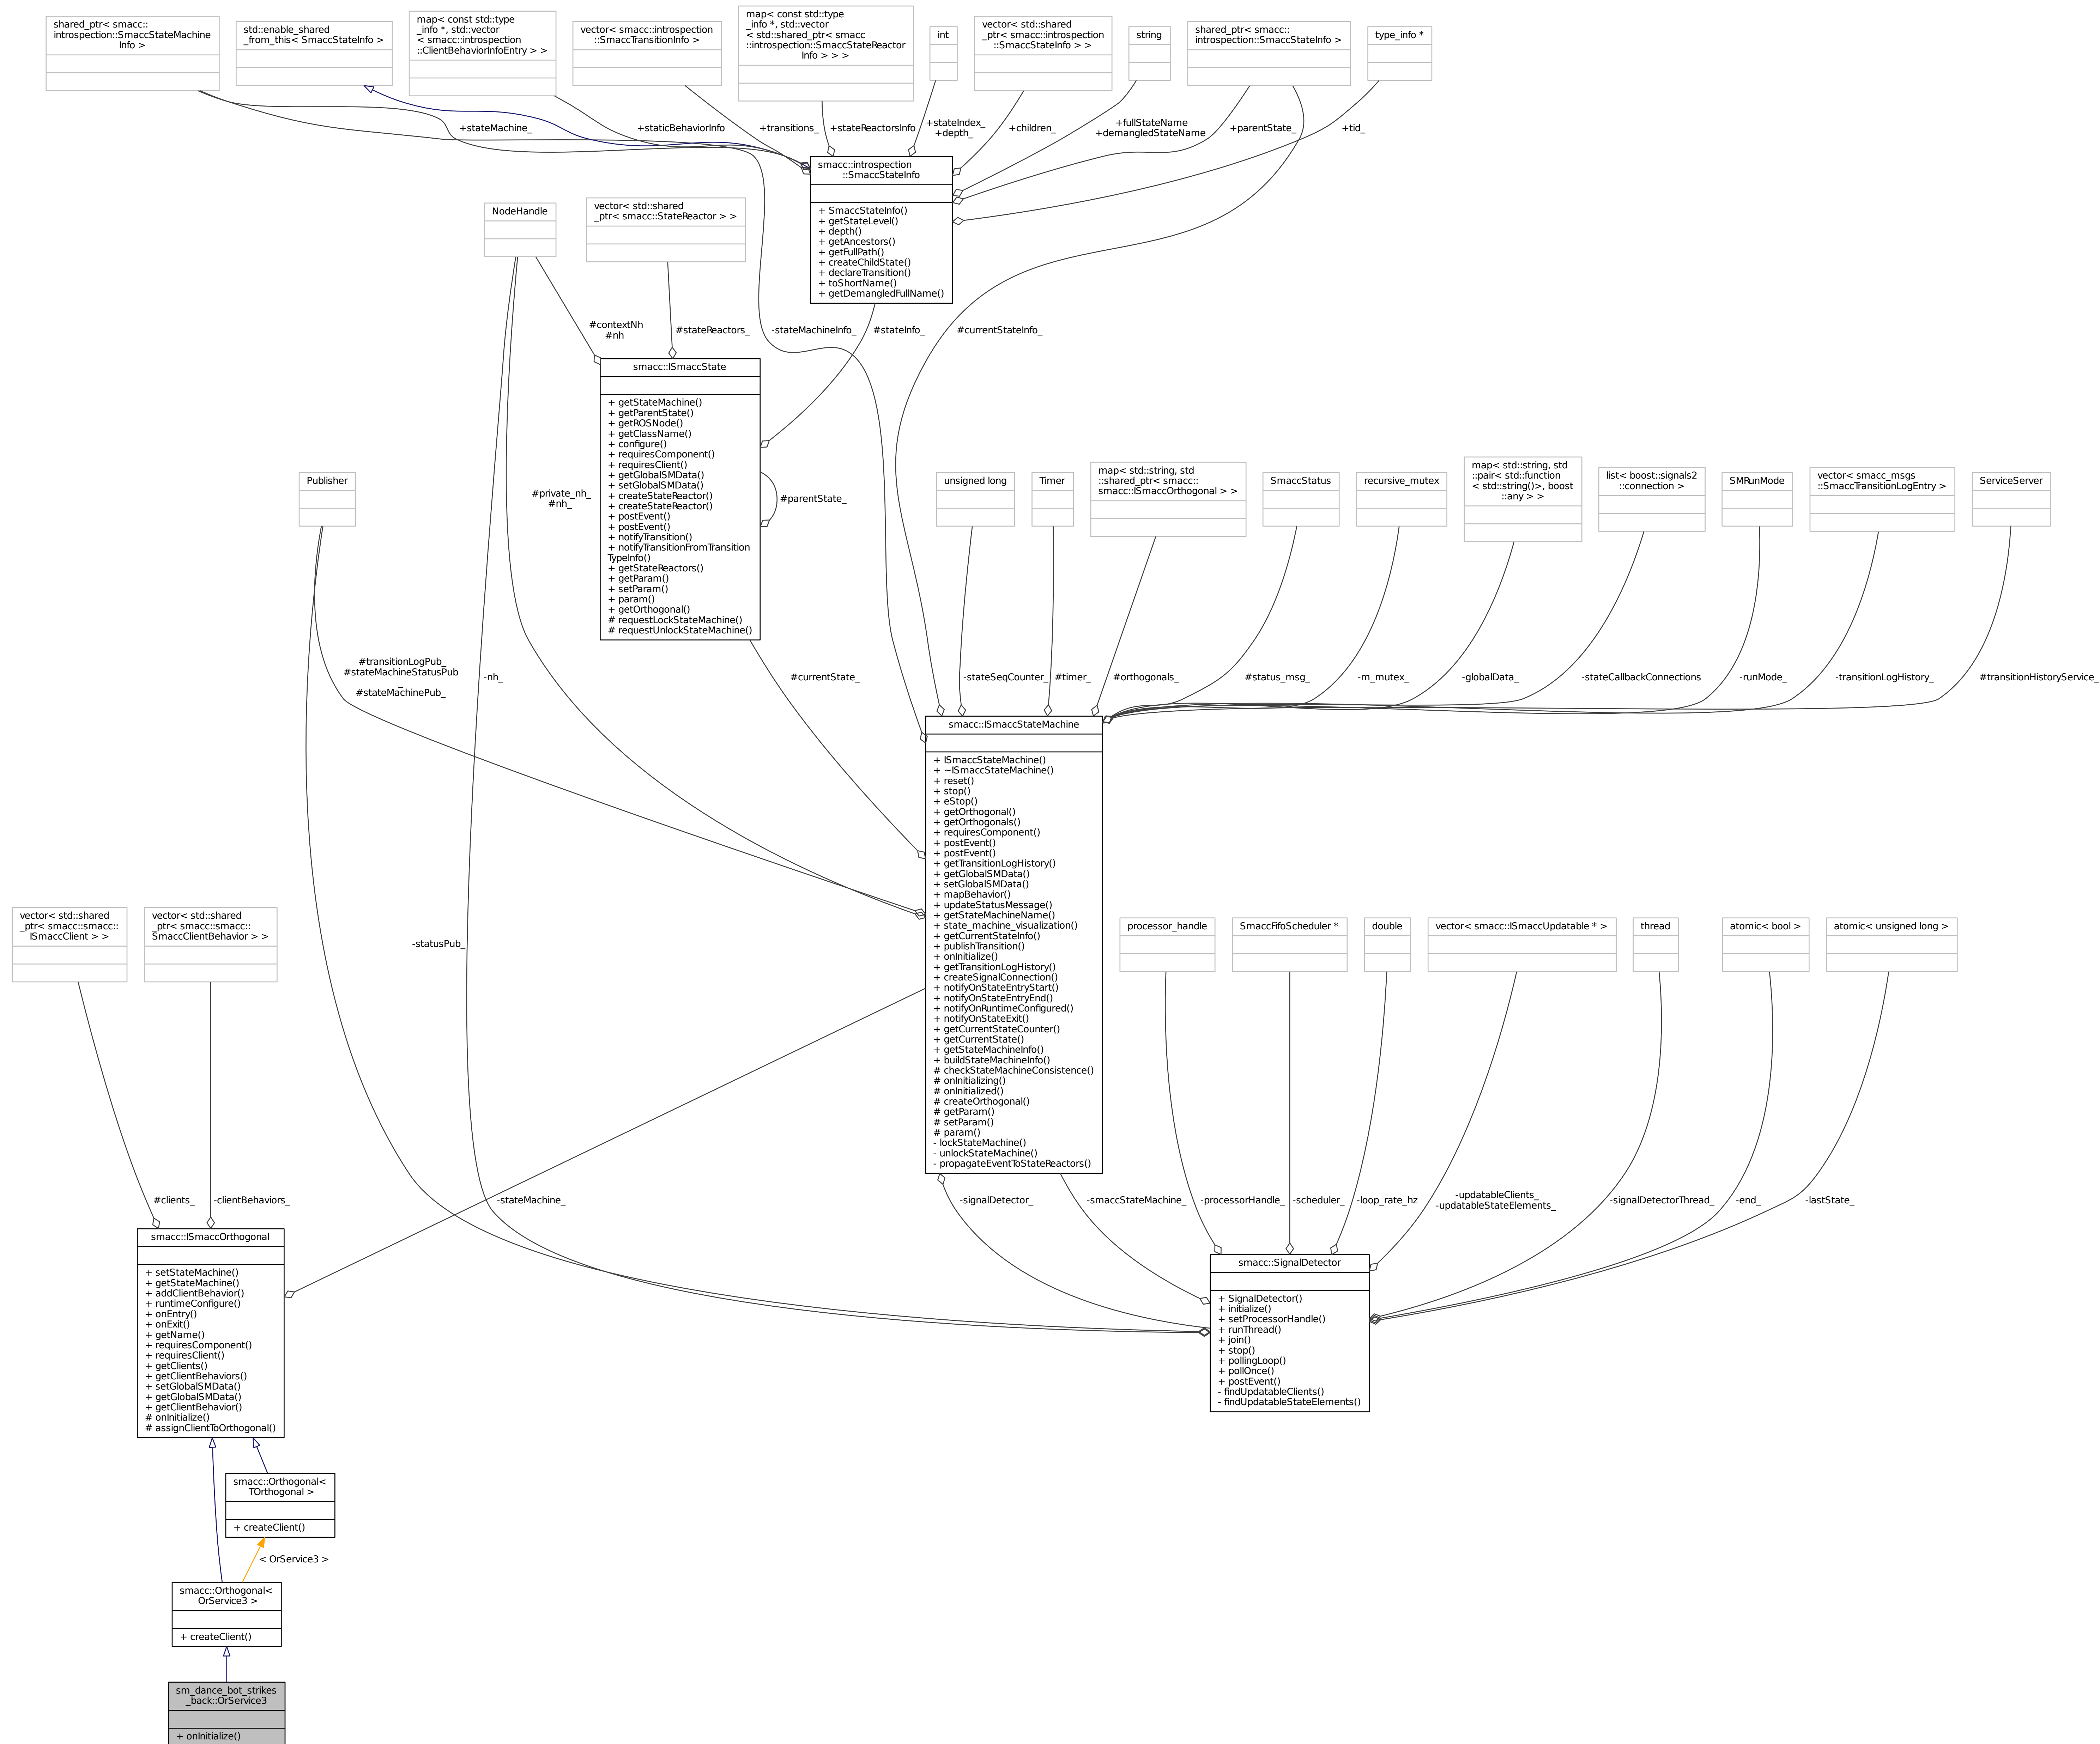 shared_ptr< smacc::
introspection::SmaccStateMachine
Info >
std::enable_shared
_from_this< SmaccStateInfo >
map< const std::type
_info *, std::vector
< smacc::introspection
::ClientBehaviorInfoEntry > >
vector< smacc::introspection
::SmaccTransitionInfo >
map< const std::type
_info *, std::vector
< std::shared_ptr< smacc
::introspection::SmaccStateReactor
Info > > >
int
vector< std::shared
_ptr< smacc::introspection
::SmaccStateInfo > >
string
shared_ptr< smacc::
introspection::SmaccStateInfo >
type_info *
+stateMachine_
+staticBehaviorInfo
+transitions_
+stateReactorsInfo
+stateIndex_
+depth_
+children_
+fullStateName
+demangledStateName
+parentState_
+tid_
smacc::introspection
::SmaccStateInfo
+ SmaccStateInfo()
+ getStateLevel()
+ depth()
+ getAncestors()
+ getFullPath()
+ createChildState()
+ declareTransition()
+ toShortName()
+ getDemangledFullName()
NodeHandle
vector< std::shared
_ptr< smacc::StateReactor > >
#contextNh
#nh
#stateReactors_
-stateMachineInfo_
#stateInfo_
#currentStateInfo_
smacc::ISmaccState
+ getStateMachine()
+ getParentState()
+ getROSNode()
+ getClassName()
+ configure()
+ requiresComponent()
+ requiresClient()
+ getGlobalSMData()
+ setGlobalSMData()
+ createStateReactor()
+ createStateReactor()
+ postEvent()
+ postEvent()
+ notifyTransition()
+ notifyTransitionFromTransition
TypeInfo()
+ getStateReactors()
+ getParam()
+ setParam()
+ param()
+ getOrthogonal()
# requestLockStateMachine()
# requestUnlockStateMachine()
#private_nh_
#nh_
#parentState_
Publisher
unsigned long
Timer
map< std::string, std
::shared_ptr< smacc::
smacc::ISmaccOrthogonal > >
SmaccStatus
recursive_mutex
map< std::string, std
::pair< std::function
< std::string()>, boost
::any > >
list< boost::signals2
::connection >
SMRunMode
vector< smacc_msgs
::SmaccTransitionLogEntry >
ServiceServer
#transitionLogPub_
#stateMachineStatusPub
_
#stateMachinePub_
-nh_
#currentState_
-stateSeqCounter_
#timer_
#orthogonals_
#status_msg_
-m_mutex_
-globalData_
-stateCallbackConnections
-runMode_
-transitionLogHistory_
#transitionHistoryService_
smacc::ISmaccStateMachine
+ ISmaccStateMachine()
+ ~ISmaccStateMachine()
+ reset()
+ stop()
+ eStop()
+ getOrthogonal()
+ getOrthogonals()
+ requiresComponent()
+ postEvent()
+ postEvent()
+ getTransitionLogHistory()
+ getGlobalSMData()
+ setGlobalSMData()
+ mapBehavior()
+ updateStatusMessage()
+ getStateMachineName()
+ state_machine_visualization()
+ getCurrentStateInfo()
+ publishTransition()
+ onInitialize()
+ getTransitionLogHistory()
+ createSignalConnection()
+ notifyOnStateEntryStart()
+ notifyOnStateEntryEnd()
+ notifyOnRuntimeConfigured()
+ notifyOnStateExit()
+ getCurrentStateCounter()
+ getCurrentState()
+ getStateMachineInfo()
+ buildStateMachineInfo()
# checkStateMachineConsistence()
# onInitializing()
# onInitialized()
# createOrthogonal()
# getParam()
# setParam()
# param()
- lockStateMachine()
- unlockStateMachine()
- propagateEventToStateReactors()
vector< std::shared
_ptr< smacc::smacc::
ISmaccClient > >
vector< std::shared
_ptr< smacc::smacc::
SmaccClientBehavior > >
-statusPub_
processor_handle
SmaccFifoScheduler *
double
vector< smacc::ISmaccUpdatable * >
thread
atomic< bool >
atomic< unsigned long >
#clients_
-clientBehaviors_
-stateMachine_
-signalDetector_
-smaccStateMachine_
-processorHandle_
-scheduler_
-loop_rate_hz
-updatableClients_
-updatableStateElements_
-signalDetectorThread_
-end_
-lastState_
smacc::ISmaccOrthogonal
+ setStateMachine()
+ getStateMachine()
+ addClientBehavior()
+ runtimeConfigure()
+ onEntry()
+ onExit()
+ getName()
+ requiresComponent()
+ requiresClient()
+ getClients()
+ getClientBehaviors()
+ setGlobalSMData()
+ getGlobalSMData()
+ getClientBehavior()
# onInitialize()
# assignClientToOrthogonal()
smacc::SignalDetector
+ SignalDetector()
+ initialize()
+ setProcessorHandle()
+ runThread()
+ join()
+ stop()
+ pollingLoop()
+ pollOnce()
+ postEvent()
- findUpdatableClients()
- findUpdatableStateElements()
smacc::Orthogonal<
TOrthogonal >
+ createClient()
< OrService3 >
smacc::Orthogonal<
OrService3 >
+ createClient()
sm_dance_bot_strikes
_back::OrService3
+ onInitialize()